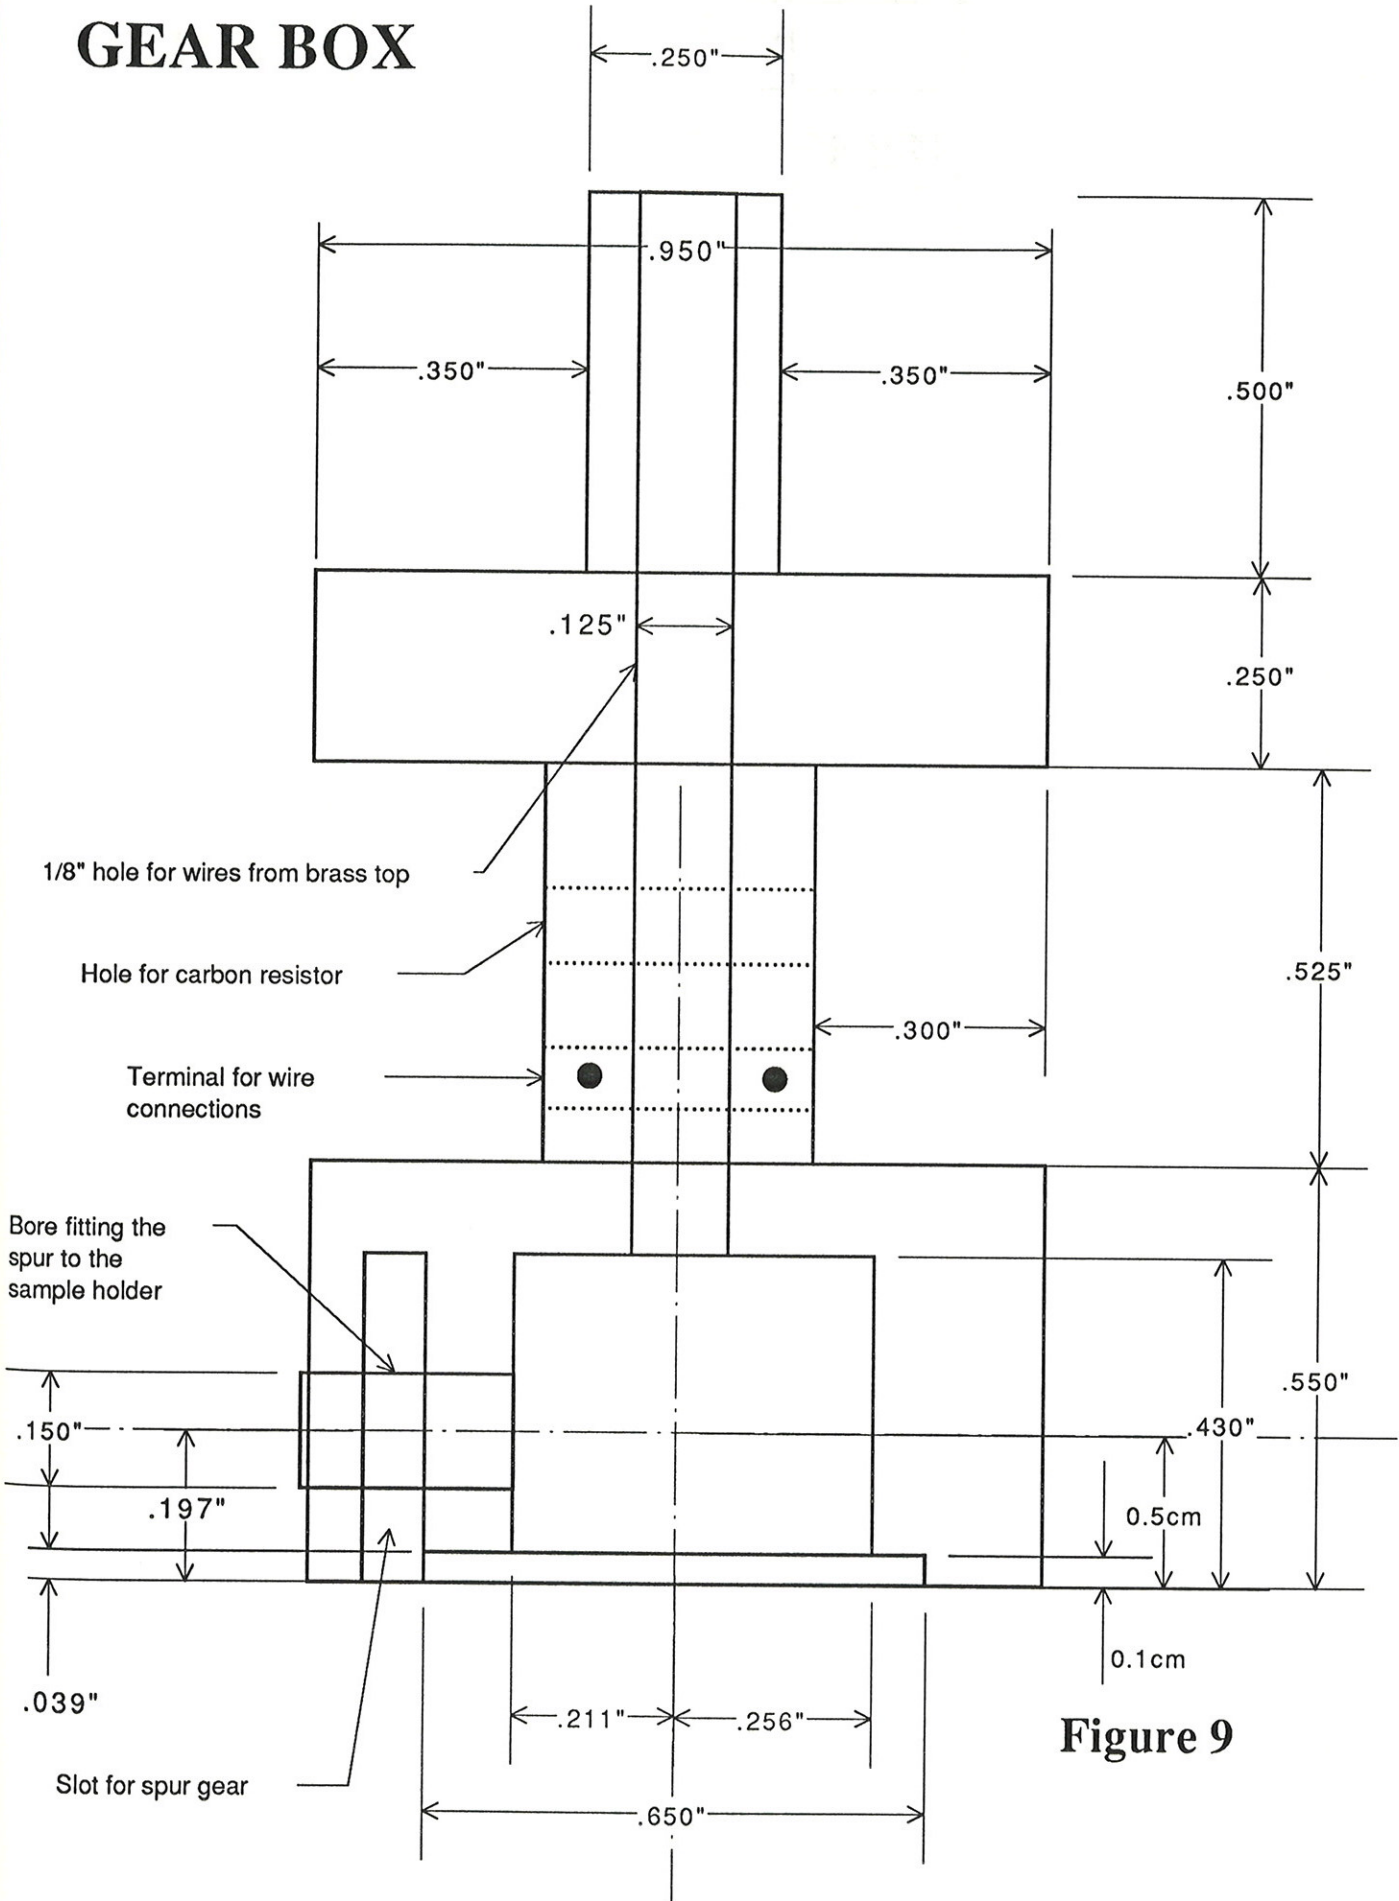 GEAR BOX
.250"
.950"
.350"
.350"
.500"
.125"
.250"
1/8" hole for wires from brass top
Hole for carbon resistor
.525"
.300"
Terminal for wire
connections
Bore fitting the
spur to the
sample holder
.550"
.150"
.430"
.197"
0.5cm
0.1cm
.039"
.211"
.256"
Figure 9
Slot for spur gear
.650"